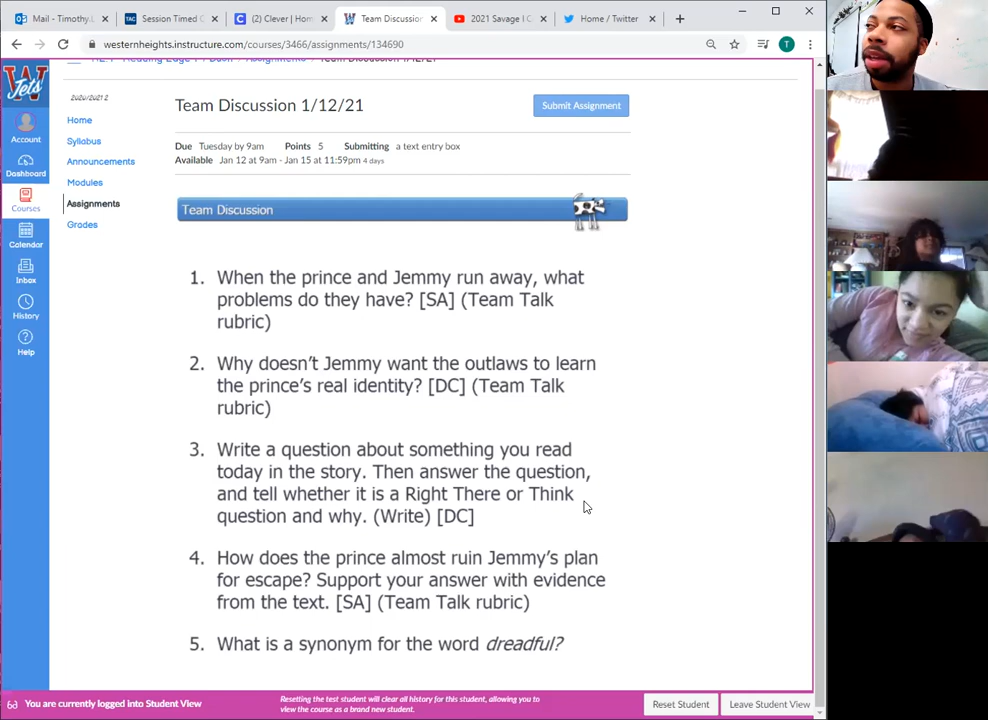 Mail - Timothy.
Session Timed C
(2) Clever | Hom
Team Discussion
2021 Savage I C
Home / Twitter
westernheights.instructure.com/courses/3466/assignments/134690
T
Jets
Account
Dashboard
Courses
Calendar
Inbox
History
Help
2020/2021 2
Home
Syllabus
Announcements
Modules
Assignments
Grades
Team Discussion 1/12/21
Submit Assignment
Due Tuesday by 9am Points 5 Submitting a text entry box
Available Jan 12 at 9am - Jan 15 at 11:59pm 4 days
Team Discussion
1. When the prince and Jemmy run away, what
problems do they have? [SA] (Team Talk
rubric)
2. Why doesn't Jemmy want the outlaws to learn
the prince's real identity? [DC] (Team Talk
rubric)
3. Write a question about something you read
today in the story. Then answer the question,
and tell whether it is a Right There or Think
question and why. (Write) [DC]
4. How does the prince almost ruin Jemmy's plan
for escape? Support your answer with evidence
from the text. [SA] (Team Talk rubric)
5. What is a synonym for the word dreadful?
You are currently logged into Student View
Resetting the test student will clear all history for this student, allowing you to
view the course as a brand new student.
Reset Student
Leave Student View